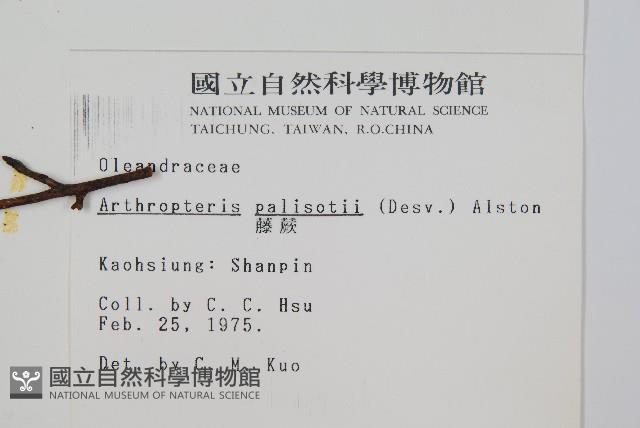 國立自然科學博物館
NATIONAL MUSEUM OF NATURAL SCIENCE
TAICHUNG, TAIWAN, R.O.CHINA
Oleandraceae
Arthropteris palisotii (Desv.) Alston
藤蕨
Kaohsiung: Shanpin
Coll. by C. C. Hsu
Feb. 25, 1975.
Det. by C. M. Kuo
國立自然科學博物館
NATIONAL MUSEUM OF NATURAL SCIENCE